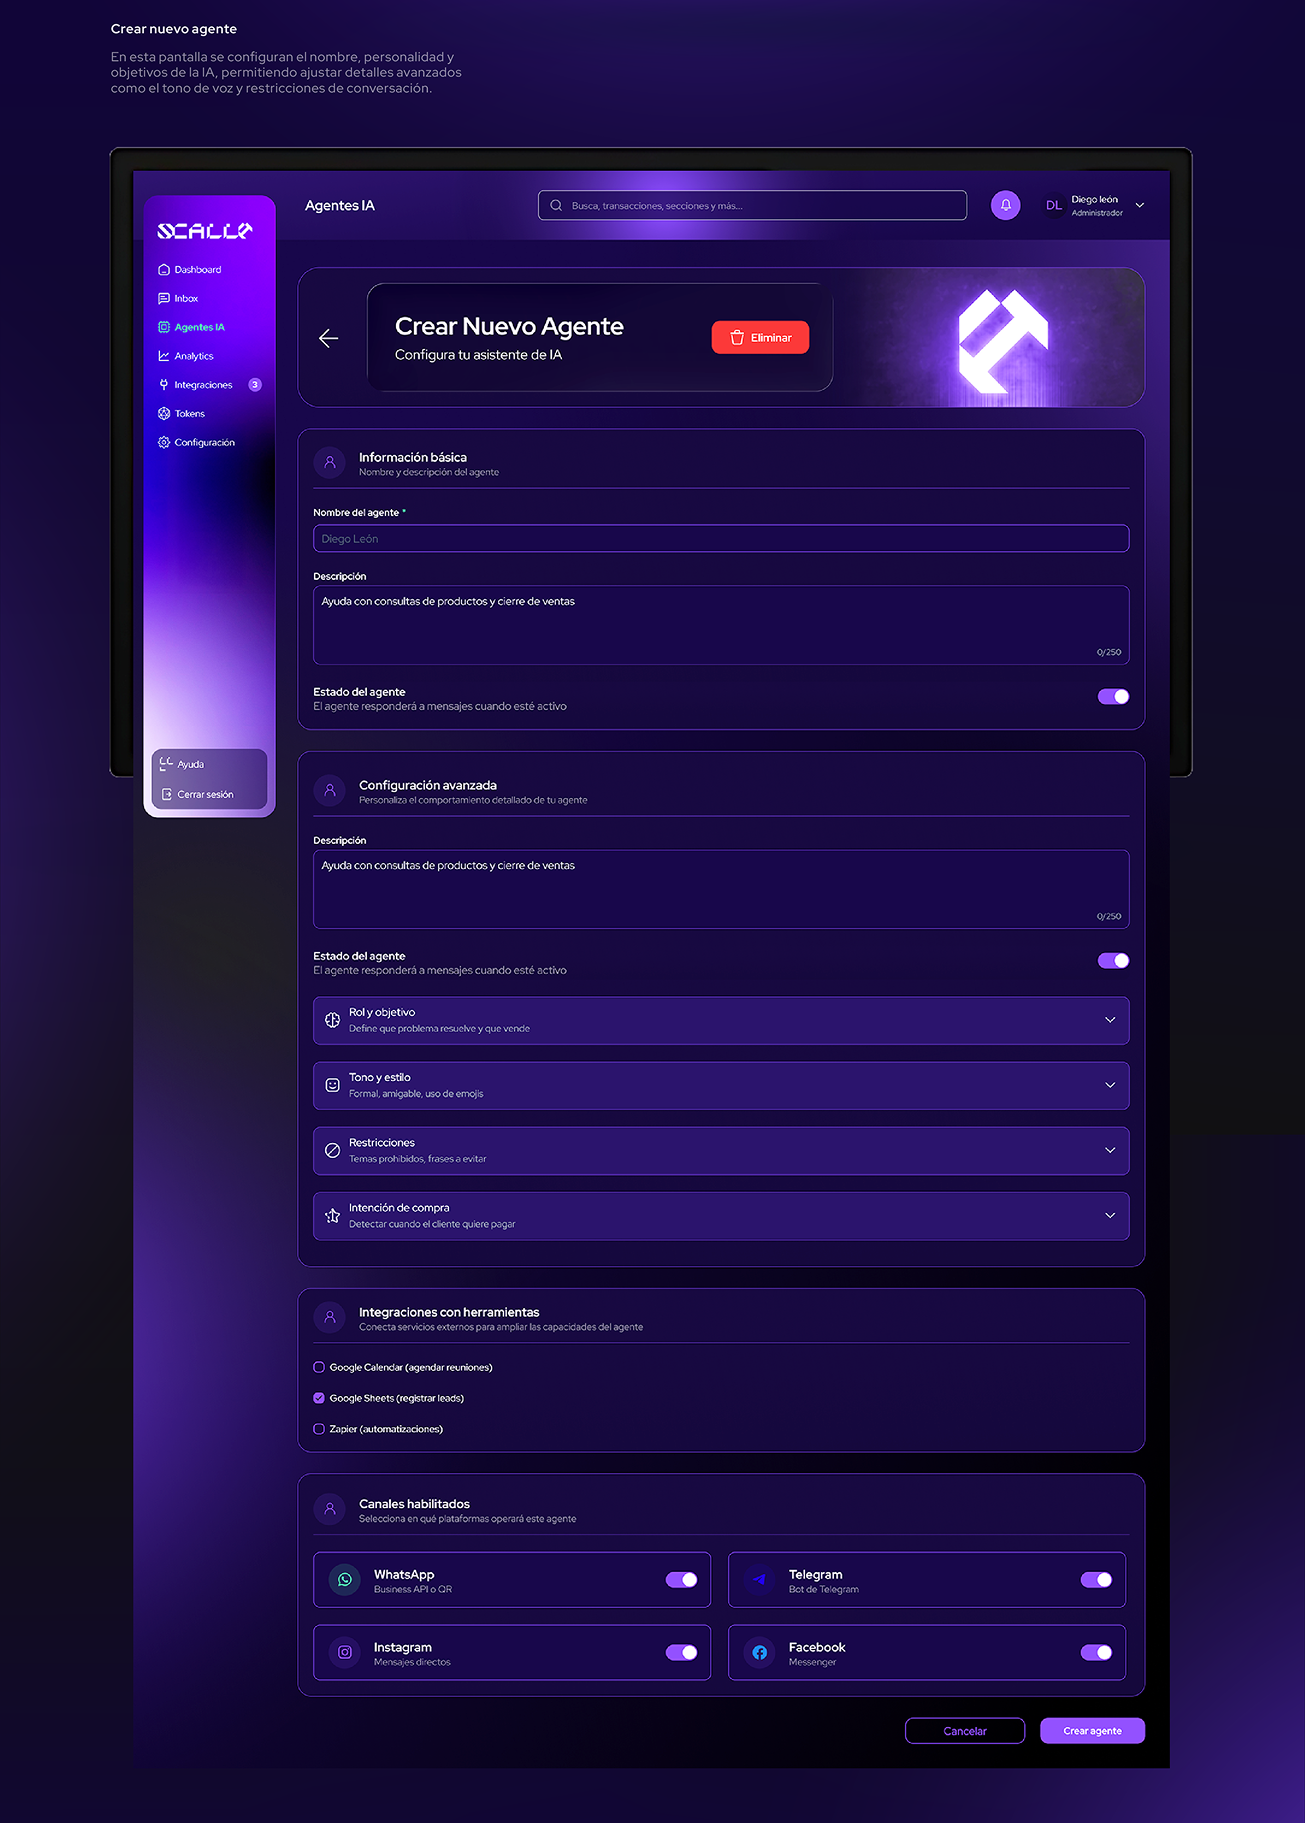 Crear nuevo agente
En esta pantalla se configuran el nombre, personalidad y
objetivos de la IA, permitiendo ajustar detalles avanzados
como el tono de voz y restricciones de conversación.
SCALLY
Agentes IA
Busca, transacciones, secciones y más...
DL
Diego león
Administrador
Dashboard
Inbox
Agentes IA
Analytics
Integraciones 3
Tokens
Configuración
Ayuda
Cerrar sesión
Crear Nuevo Agente
Configura tu asistente de IA
Eliminar
Información básica
Nombre y descripción del agente
Nombre del agente *
Diego León
Descripción
Ayuda con consultas de productos y cierre de ventas
0/250
Estado del agente
El agente responderá a mensajes cuando esté activo
Configuración avanzada
Personaliza el comportamiento detallado de tu agente
Descripción
Ayuda con consultas de productos y cierre de ventas
0/250
Estado del agente
El agente responderá a mensajes cuando esté activo
Rol y objetivo
Define que problema resuelve y que vende
Tono y estilo
Formal, amigable, uso de emojis
Restricciones
Temas prohibidos, frases a evitar
Intención de compra
Detectar cuando el cliente quiere pagar
Integraciones con herramientas
Conecta servicios externos para ampliar las capacidades del agente
Google Calendar (agendar reuniones)
Google Sheets (registrar leads)
Zapier (automatizaciones)
Canales habilitados
Selecciona en qué plataformas operará este agente
WhatsApp
Business API o QR
Telegram
Bot de Telegram
Instagram
Mensajes directos
Facebook
Messenger
Cancelar
Crear agente